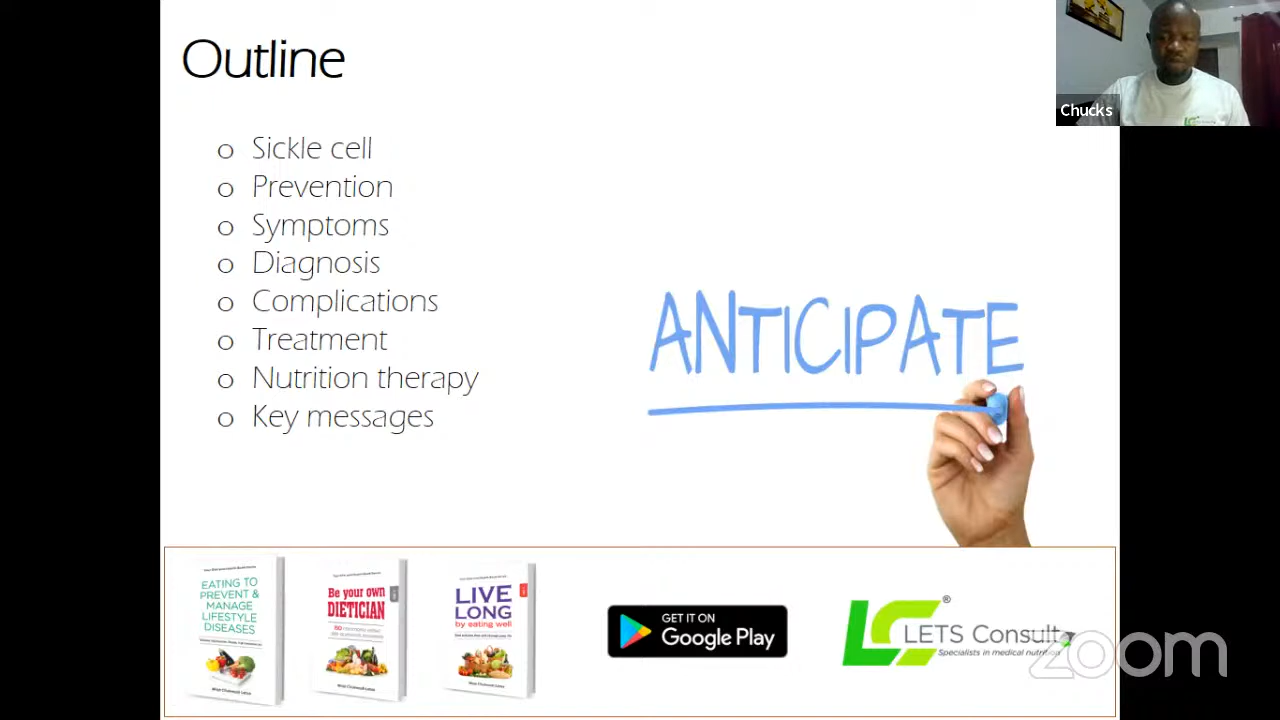 Outline
Chucks
o Sickle cell
o Prevention
o Symptoms
o Diagnosis
o Complications
o Treatment
o Nutrition therapy
o Key messages
ANTICIPATE
EATING TO
PREVENT &
MANAGE
LIFESTYLE
DISEASES
Be your own
DIETICIAN
LIVE
LONG
by eating well
GET IT ON
Google Play
LC®
LETS Consult
Specialists in medical nutrition
zoom